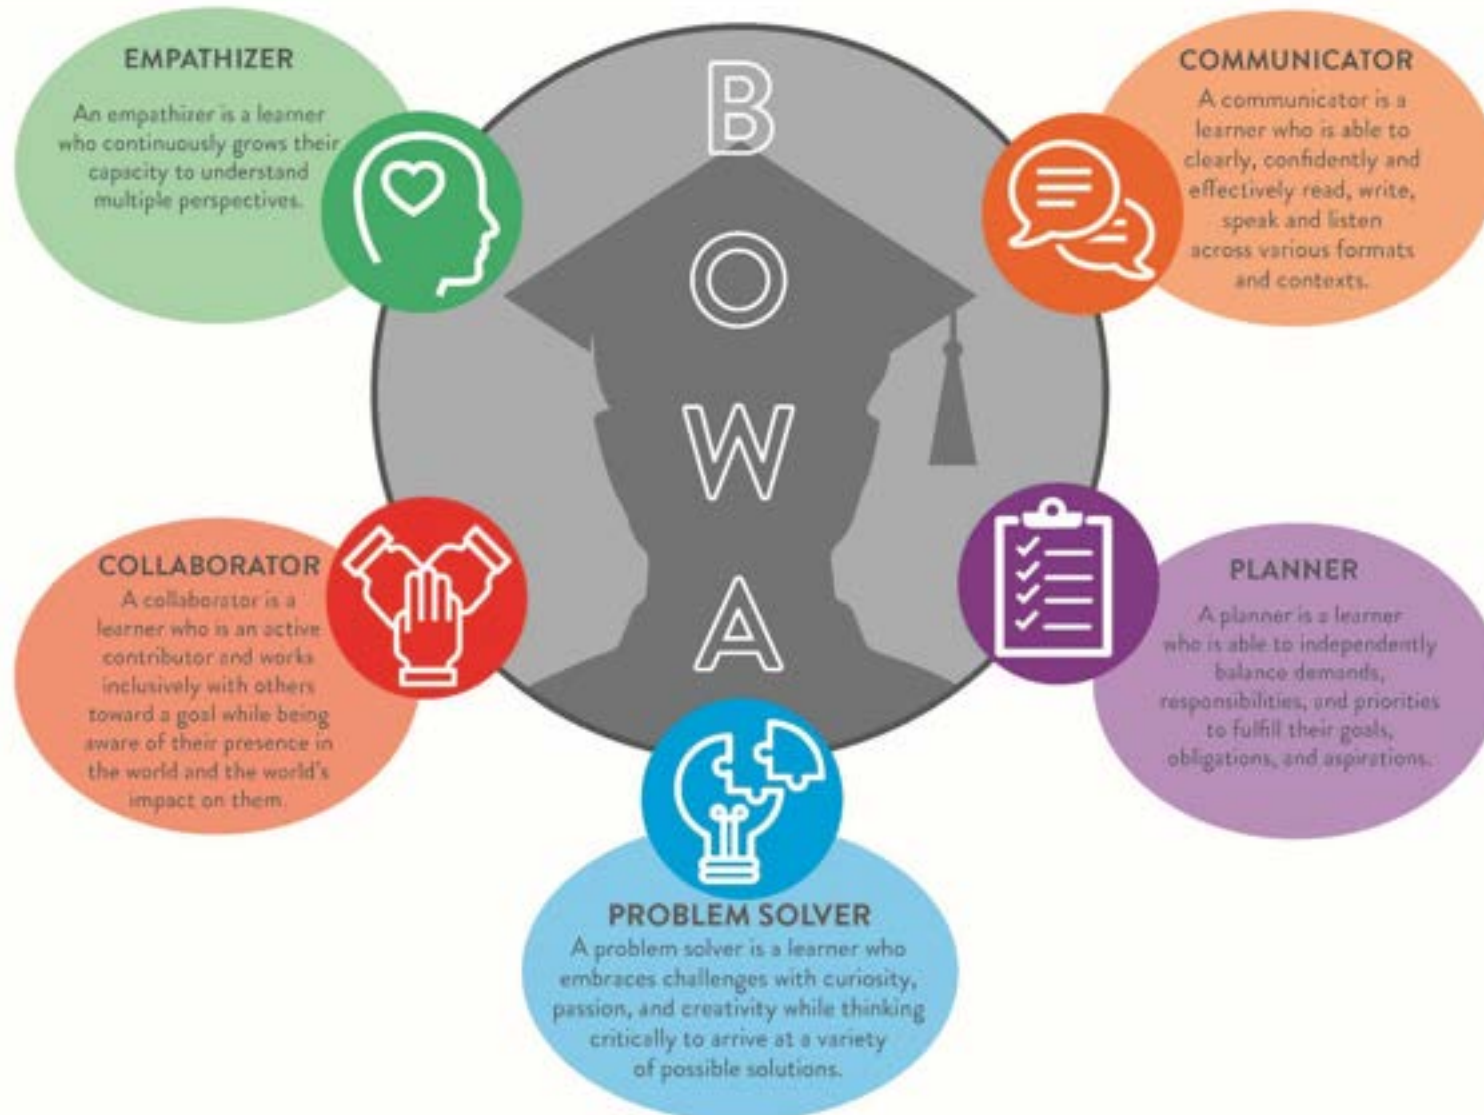 EMPATHIZER
An empathizer is a learner
who continuously grows their
capacity to understand
multiple perspectives.
B
O
W
A
COMMUNICATOR
A communicator is a
learner who is able to
clearly, confidently and
effectively read, write,
speak and listen
across various formats
and contexts.
COLLABORATOR
A collaborator is a
learner who is an active
contributor and works
inclusively with others
toward a goal while being
aware of their presence in
the world and the world's
impact on them.
PLANNER
A planner is a learner
who is able to independently
balance demands,
responsibilities, and priorities
to fulfill their goals,
obligations, and aspirations.
PROBLEM SOLVER
A problem solver is a learner who
embraces challenges with curiosity,
passion, and creativity while thinking
critically to arrive at a variety
of possible solutions.